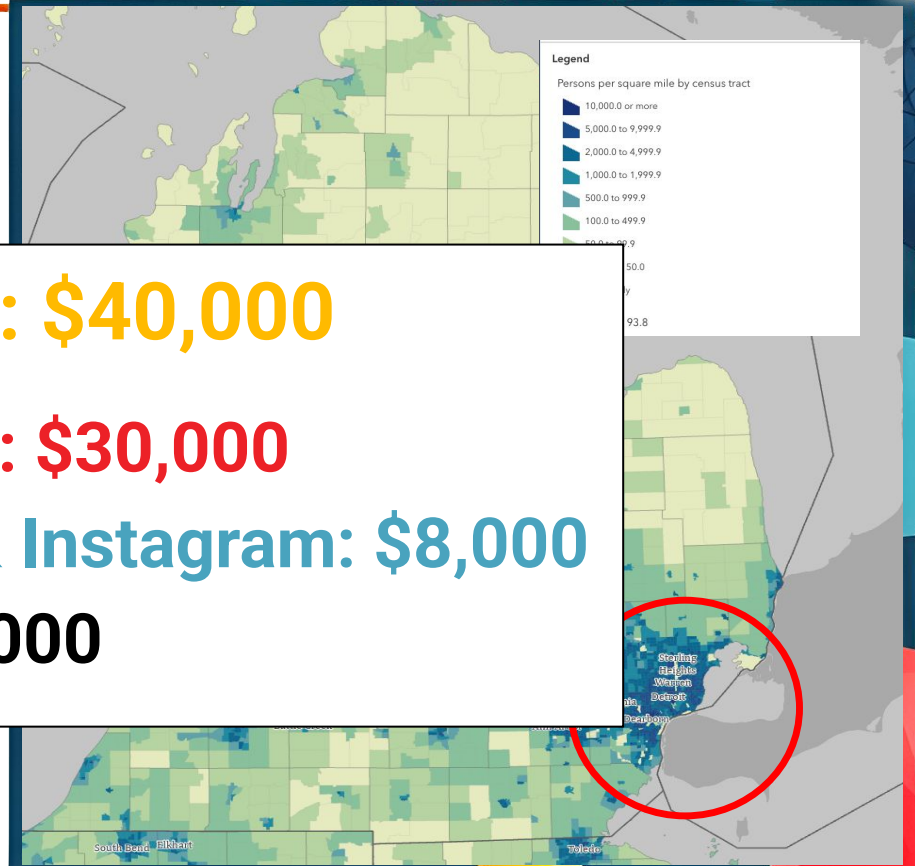 Legend
Persons per square mile by census tract
10,000.0 or more
5,000.0 to 9,999.9
2,000.0 to 4,999.9
1,000.0 to 1,999.9
500.0 to 999.9
100.0 to 499.9
50.0
93.8
: $40,000
: $30,000
Instagram: $8,000
000
Sterling
Heights
Warren
Detroit
Dearborn
South Bend Elkhart
Toledo